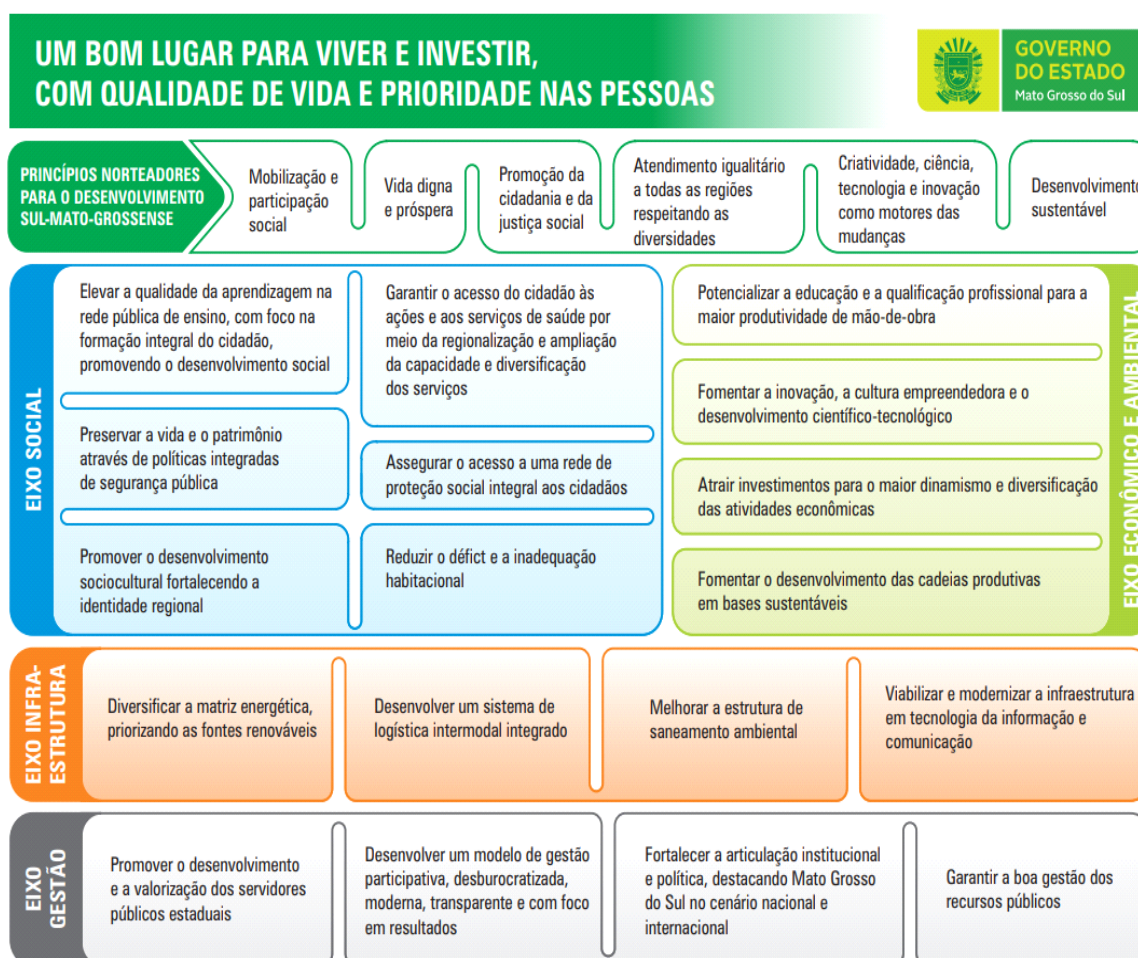 UM BOM LUGAR PARA VIVER E INVESTIR,
COM QUALIDADE DE VIDA E PRIORIDADE NAS PESSOAS
GOVERNO
DO ESTADO
Mato Grosso do Sul
PRINCÍPIOS NORTEADORES
PARA O DESENVOLVIMENTO
SUL-MATO-GROSSENSE
Mobilização e
participação
social
Vida digna
e próspera
Promoção da
cidadania e da
justiça social
Atendimento igualitário
a todas as regiões
respeitando as
diversidades
Criatividade, ciência,
tecnologia e inovação
como motores das
mudanças
Desenvolvimento
sustentável
EIXO SOCIAL
Elevar a qualidade da aprendizagem na
rede pública de ensino, com foco na
formação integral do cidadão,
promovendo o desenvolvimento social
Preservar a vida e o patrimônio
através de políticas integradas
de segurança pública
Promover o desenvolvimento
sociocultural fortalecendo a
identidade regional
Garantir o acesso do cidadão às
ações e aos serviços de saúde por
meio da regionalização e ampliação
da capacidade e diversificação
dos serviços
Assegurar o acesso a uma rede de
proteção social integral aos cidadãos
Reduzir o défict e a inadequação
habitacional
Potencializar a educação e a qualificação profissional para a
maior produtividade de mão-de-obra
Fomentar a inovação, a cultura empreendedora e o
desenvolvimento científico-tecnológico
Atrair investimentos para o maior dinamismo e diversificação
das atividades econômicas
Fomentar o desenvolvimento das cadeias produtivas
em bases sustentáveis
EIXO ECONÔMICO E AMBIENTAL
EIXO INFRA-
ESTRUTURA
Diversificar a matriz energética,
priorizando as fontes renováveis
Desenvolver um sistema de
logística intermodal integrado
Melhorar a estrutura de
saneamento ambiental
Viabilizar e modernizar a infraestrutura
em tecnologia da informação e
comunicação
EIXO
GESTÃO
Promover o desenvolvimento
e a valorização dos servidores
públicos estaduais
Desenvolver um modelo de gestão
participativa, desburocratizada,
moderna, transparente e com foco
em resultados
Fortalecer a articulação institucional
e política, destacando Mato Grosso
do Sul no cenário nacional e
internacional
Garantir a boa gestão dos
recursos públicos